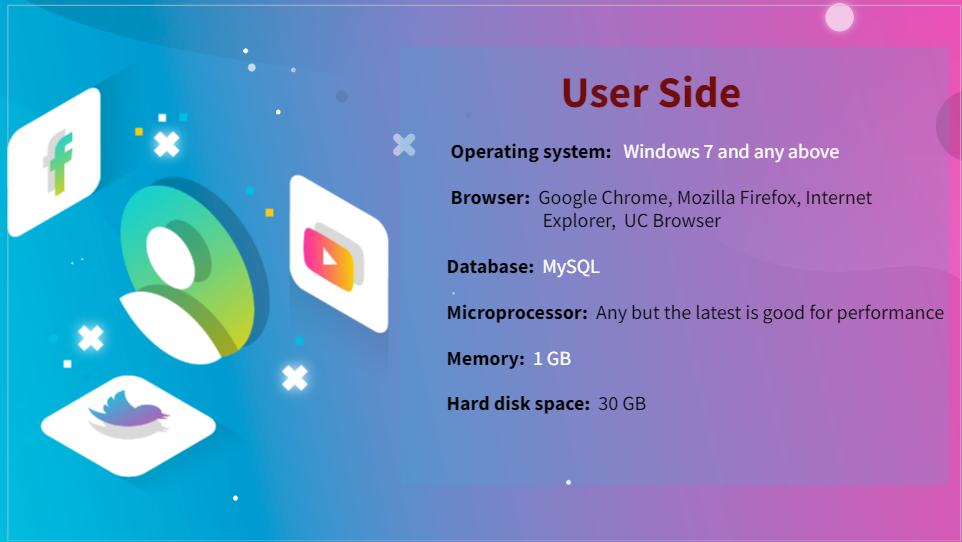 User Side
Operating system: Windows 7 and any above
Browser: Google Chrome, Mozilla Firefox, Internet
Explorer, UC Browser
Database: MySQL
Microprocessor: Any but the latest is good for performance
Memory: 1 GB
Hard disk space: 30 GB